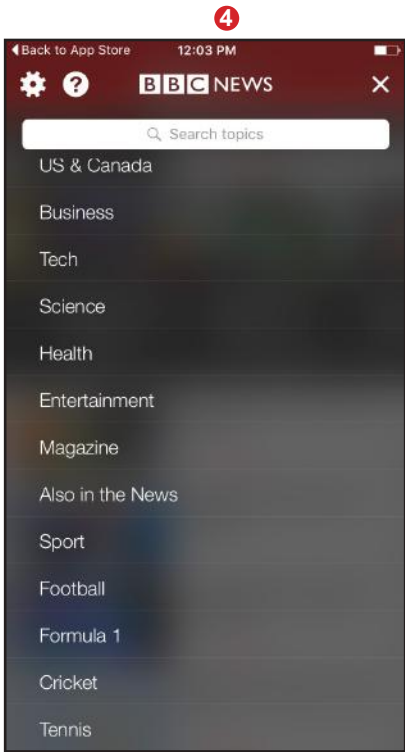 4
Back to App Store 12:03 PM
? BBC NEWS
Search topics
US & Canada
Business
Tech
Science
Health
Entertainment
Magazine
Also in the News
Sport
Football
Formula 1
Cricket
Tennis